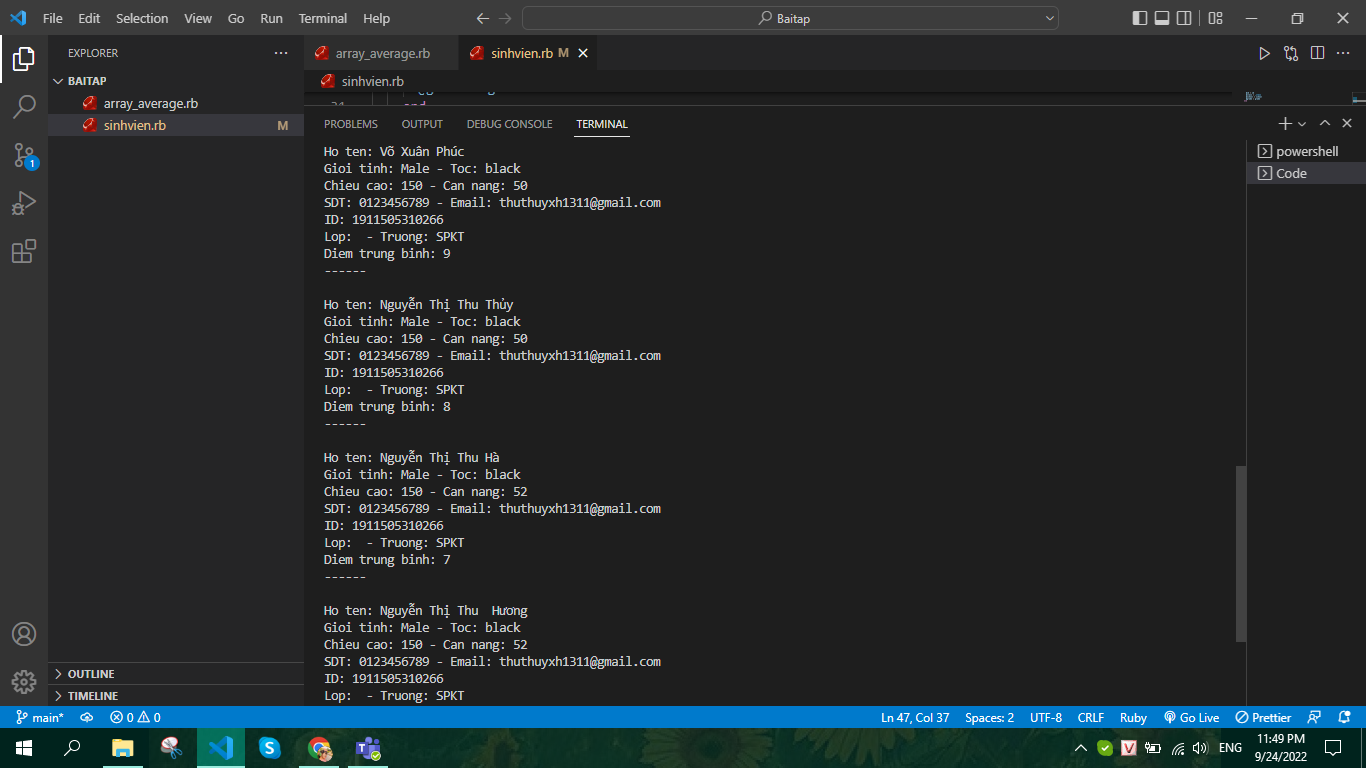 File Edit Selection View Go Run Terminal Help
Baitap
EXPLORER
BAITAP
array_average.rb
sinhvien.rb M
OUTLINE
TIMELINE
array_average.rb sinhvien.rb M
sinhvien.rb
end
PROBLEMS OUTPUT DEBUG CONSOLE TERMINAL
powershell
Code
Ho ten: Võ Xuân Phúc
Gioi tinh: Male - Toc: black
Chieu cao: 150 - Can nang: 50
SDT: 0123456789 - Email: thuthuyxh1311@gmail.com
ID: 1911505310266
Lop:  - Truong: SPKT
Diem trung binh: 9
------
Ho ten: Nguyễn Thị Thu Thủy
Gioi tinh: Male - Toc: black
Chieu cao: 150 - Can nang: 50
SDT: 0123456789 - Email: thuthuyxh1311@gmail.com
ID: 1911505310266
Lop:  - Truong: SPKT
Diem trung binh: 8
------
Ho ten: Nguyễn Thị Thu Hà
Gioi tinh: Male - Toc: black
Chieu cao: 150 - Can nang: 52
SDT: 0123456789 - Email: thuthuyxh1311@gmail.com
ID: 1911505310266
Lop:  - Truong: SPKT
Diem trung binh: 7
------
Ho ten: Nguyễn Thị Thu  Hương
Gioi tinh: Male - Toc: black
Chieu cao: 150 - Can nang: 52
SDT: 0123456789 - Email: thuthuyxh1311@gmail.com
ID: 1911505310266
Lop:  - Truong: SPKT
1
main* 0 0 Ln 47, Col 37 Spaces: 2 UTF-8 CRLF Ruby Go Live Prettier
V ENG 11:49 PM
9/24/2022